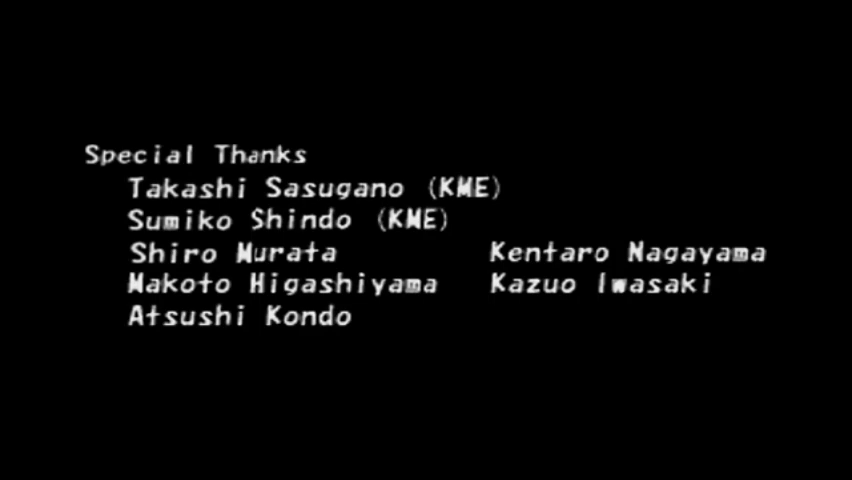 Special Thanks
Takashi Sasugano (KME)
Sumiko Shindo (KME)
Shiro Murata Kentaro Nagayama
Makoto Higashiyama Kazuo Iwasaki
Atsushi Kondo